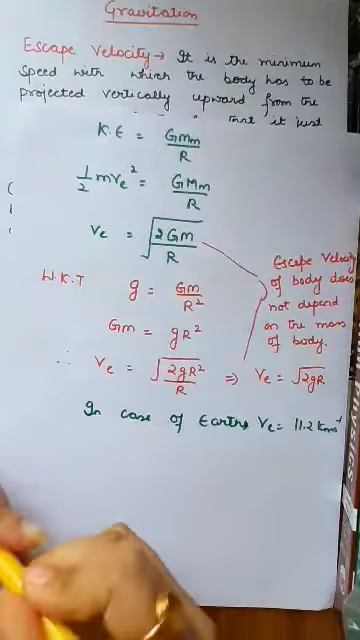 Gravitation
Escape Velocity → It is the minimum
speed with which the body has to be
projected vertically upward from the
that it just
K.E = GMm/R
1/2 mve² = GMm/R
Ve = √2Gm/R
Escape Velocity
of body does
not depend
on the mass
of body.
W.K.T g = Gm/R²
Gm = gR²
∴ Ve = √2gR²/R ⇒ Ve = √2gR
In case of Earth, Ve = 11.2 Kms⁻¹